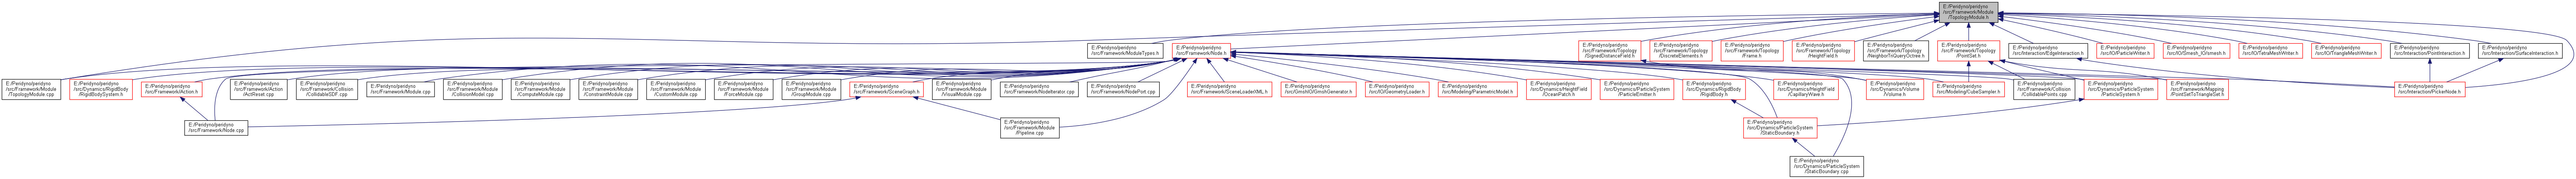 E:/Peridyno/peridyno
/src/Framework/Module
/TopologyModule.h
E:/Peridyno/peridyno
/src/Framework/ModuleTypes.h
E:/Peridyno/peridyno
/src/Framework/Node.h
E:/Peridyno/peridyno
/src/Framework/Topology
/SignedDistanceField.h
E:/Peridyno/peridyno
/src/Framework/Topology
/DiscreteElements.h
E:/Peridyno/peridyno
/src/Framework/Topology
/Frame.h
E:/Peridyno/peridyno
/src/Framework/Topology
/HeightField.h
E:/Peridyno/peridyno
/src/Framework/Topology
/NeighborTriQueryOctree.h
E:/Peridyno/peridyno
/src/Framework/Topology
/PointSet.h
E:/Peridyno/peridyno
/src/Interaction/EdgeInteraction.h
E:/Peridyno/peridyno
/src/IO/ParticleWriter.h
E:/Peridyno/peridyno
/src/IO/Smesh_IO/smesh.h
E:/Peridyno/peridyno
/src/IO/TetraMeshWriter.h
E:/Peridyno/peridyno
/src/IO/TriangleMeshWriter.h
E:/Peridyno/peridyno
/src/Interaction/PointInteraction.h
E:/Peridyno/peridyno
/src/Interaction/SurfaceInteraction.h
E:/Peridyno/peridyno
/src/Framework/Module
/TopologyModule.cpp
E:/Peridyno/peridyno
/src/Dynamics/RigidBody
/RigidBodySystem.h
E:/Peridyno/peridyno
/src/Framework/Action.h
E:/Peridyno/peridyno
/src/Framework/Action
/ActReset.cpp
E:/Peridyno/peridyno
/src/Framework/Collision
/CollidableSDF.cpp
E:/Peridyno/peridyno
/src/Framework/Module.cpp
E:/Peridyno/peridyno
/src/Framework/Module
/CollisionModel.cpp
E:/Peridyno/peridyno
/src/Framework/Module
/ComputeModule.cpp
E:/Peridyno/peridyno
/src/Framework/Module
/ConstraintModule.cpp
E:/Peridyno/peridyno
/src/Framework/Module
/CustomModule.cpp
E:/Peridyno/peridyno
/src/Framework/Module
/ForceModule.cpp
E:/Peridyno/peridyno
/src/Framework/Module
/GroupModule.cpp
E:/Peridyno/peridyno
/src/Framework/SceneGraph.h
E:/Peridyno/peridyno
/src/Framework/Module
/VisualModule.cpp
E:/Peridyno/peridyno
/src/Framework/NodeIterator.cpp
E:/Peridyno/peridyno
/src/Framework/NodePort.cpp
E:/Peridyno/peridyno
/src/Framework/SceneLoaderXML.h
E:/Peridyno/peridyno
/src/IO/GmshIO/GmshGenerator.h
E:/Peridyno/peridyno
/src/IO/GeometryLoader.h
E:/Peridyno/peridyno
/src/Modeling/ParametricModel.h
E:/Peridyno/peridyno
/src/Dynamics/HeightField
/OceanPatch.h
E:/Peridyno/peridyno
/src/Dynamics/ParticleSystem
/ParticleEmitter.h
E:/Peridyno/peridyno
/src/Dynamics/RigidBody
/RigidBody.h
E:/Peridyno/peridyno
/src/Dynamics/HeightField
/CapillaryWave.h
E:/Peridyno/peridyno
/src/Dynamics/Volume
/Volume.h
E:/Peridyno/peridyno
/src/Modeling/CubeSampler.h
E:/Peridyno/peridyno
/src/Framework/Collision
/CollidablePoints.cpp
E:/Peridyno/peridyno
/src/Dynamics/ParticleSystem
/ParticleSystem.h
E:/Peridyno/peridyno
/src/Framework/Mapping
/PointSetToTriangleSet.h
E:/Peridyno/peridyno
/src/Interaction/PickerNode.h
E:/Peridyno/peridyno
/src/Framework/Node.cpp
E:/Peridyno/peridyno
/src/Framework/Module
/Pipeline.cpp
E:/Peridyno/peridyno
/src/Dynamics/ParticleSystem
/StaticBoundary.h
E:/Peridyno/peridyno
/src/Dynamics/ParticleSystem
/StaticBoundary.cpp